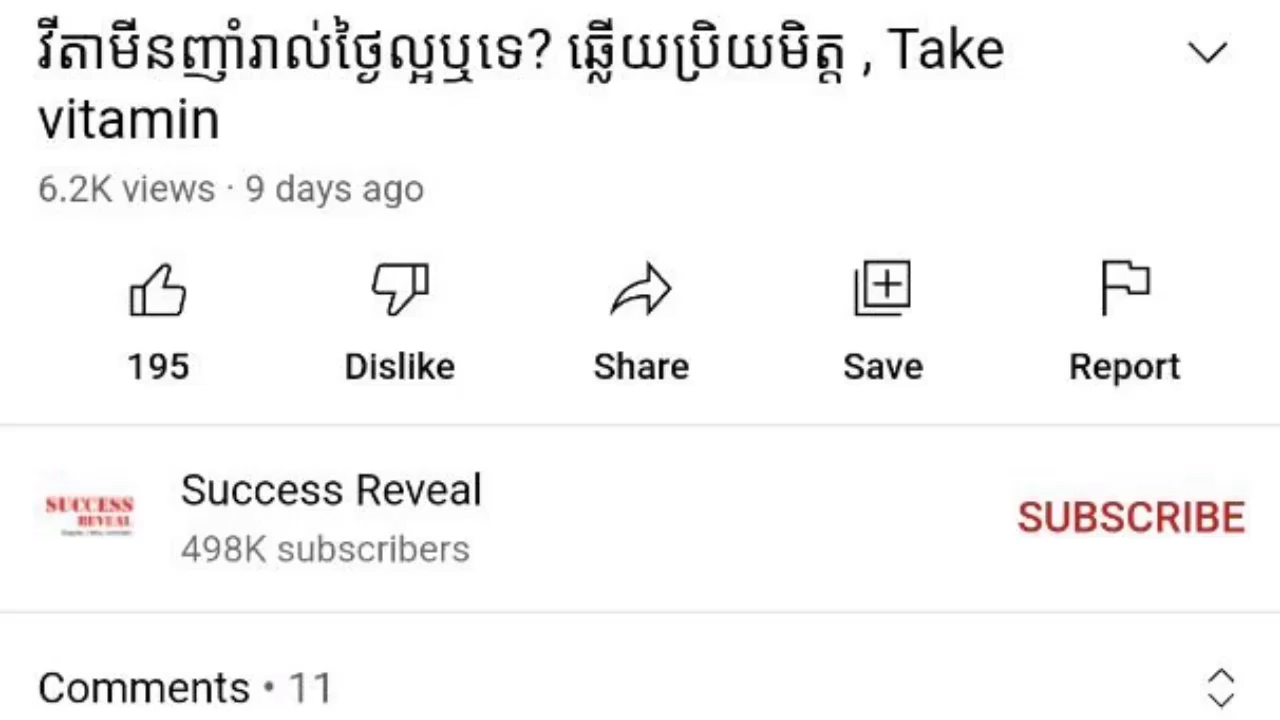 វីតាមីនញ៉ាំរាល់ថ្ងៃល្អឬទេ? ឆ្លើយប្រិយមិត្ត , Take
vitamin
6.2K views · 9 days ago
195 Dislike Share Save Report
SUCCESS
REVEAL
Success Reveal
498K subscribers
SUBSCRIBE
Comments • 11